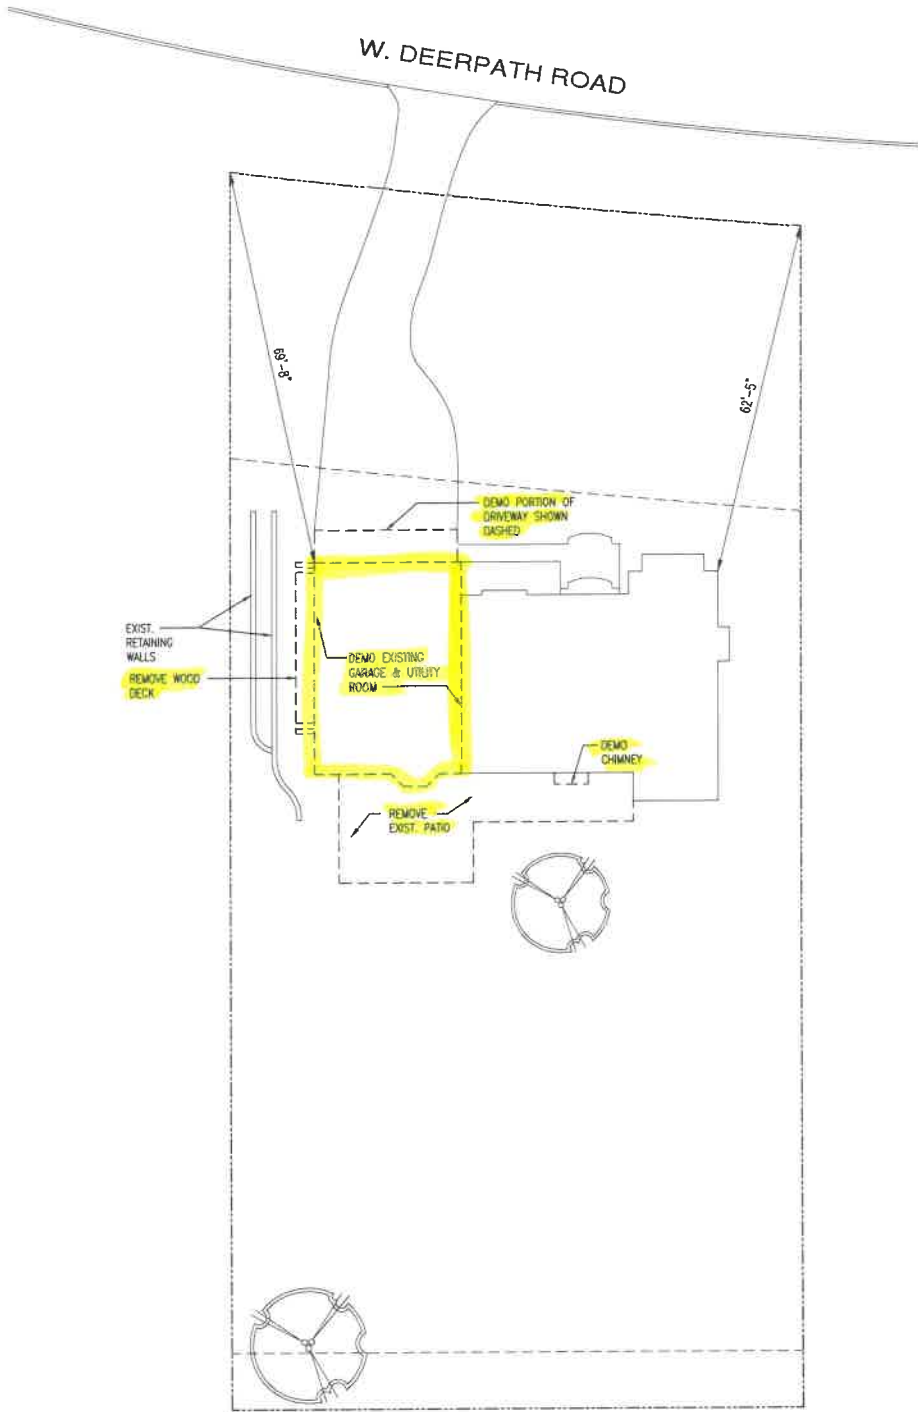 W. DEERPATH ROAD
69'-8"
62'-5"
DEMO PORTION OF
DRIVEWAY SHOWN
DASHED
EXIST.
RETAINING
WALLS
REMOVE WOOD
DECK
DEMO EXISTING
GARAGE & UTILITY
ROOM
DEMO
CHIMNEY
REMOVE
EXIST. PATIO